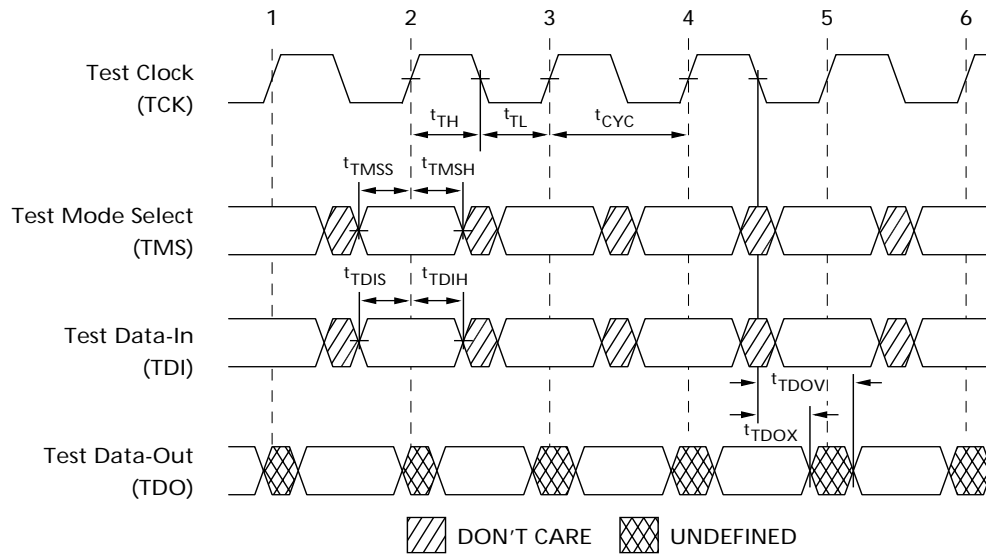 1 2 3 4 5 6
Test Clock
(TCK)
tTH tTL tCYC
tTMSS tTMSH
Test Mode Select
(TMS)
tTDIS tTDIH
Test Data-In
(TDI)
tTDOV
tTDOX
Test Data-Out
(TDO)
DON'T CARE UNDEFINED